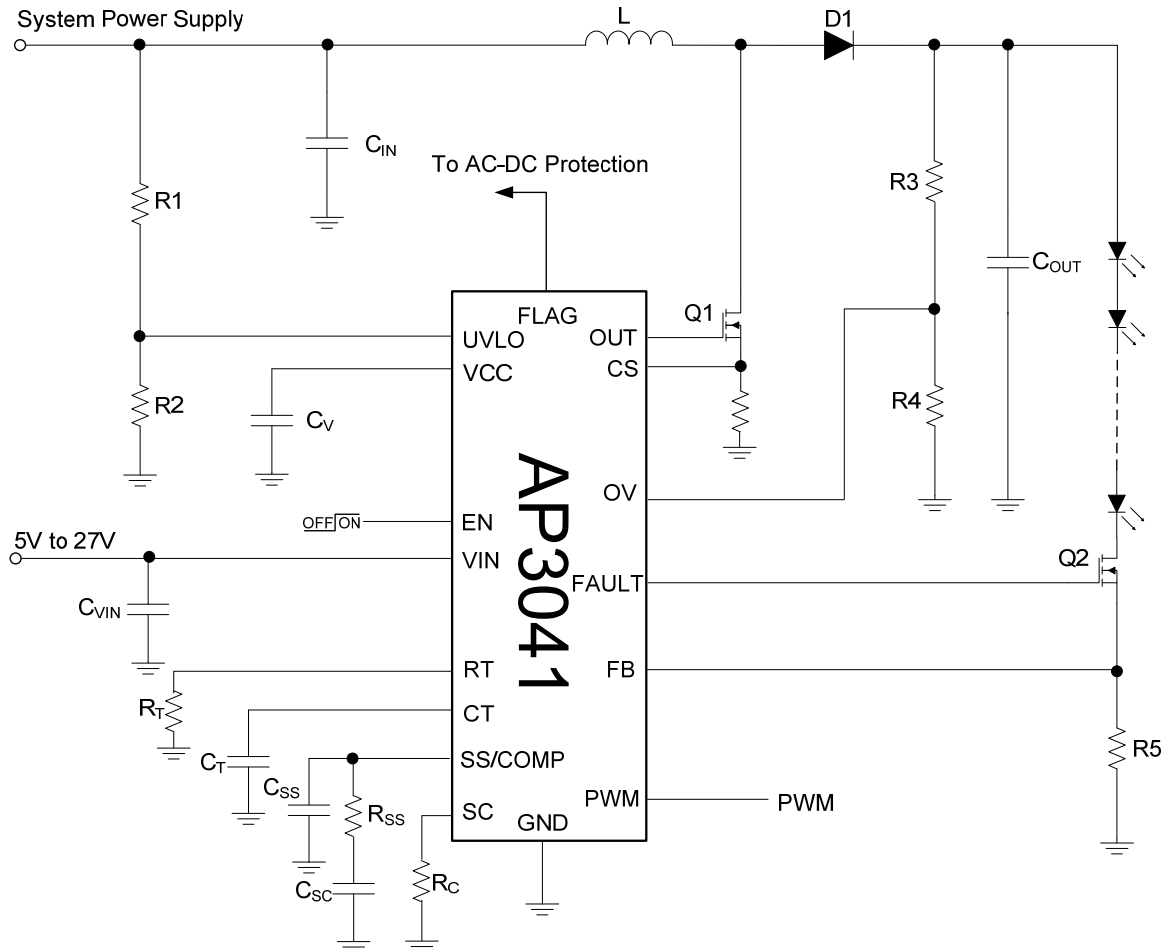 System Power Supply
L
D1
C_IN
To AC-DC Protection
R1
R3
C_OUT
FLAG
Q1
UVLO
OUT
VCC
CS
R2
R4
C_V
AP3041
OV
OFF ON
EN
5V to 27V
VIN
Q2
FAULT
C_VIN
RT
FB
R_T
CT
R5
C_T
SS/COMP
C_SS
R_SS
PWM
PWM
SC
GND
C_SC
R_C